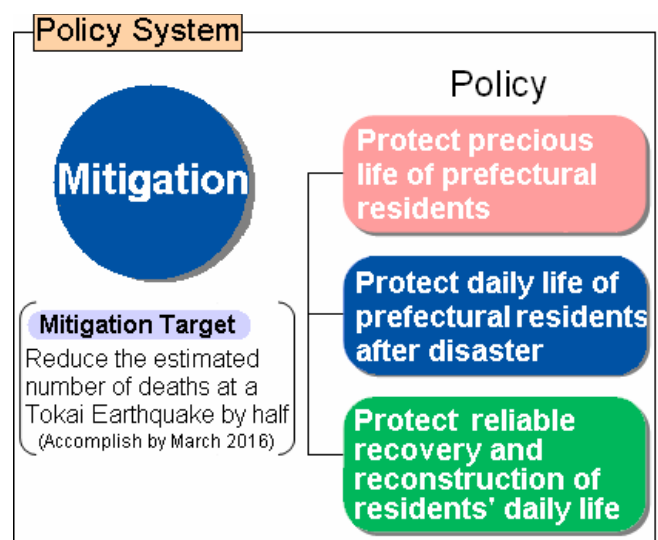 Policy System
Mitigation
Mitigation Target
Reduce the estimated
number of deaths at a
Tokai Earthquake by half
(Accomplish by March 2016)
Policy
Protect precious
life of prefectural
residents
Protect daily life of
prefectural residents
after disaster
Protect reliable
recovery and
reconstruction of
residents' daily life